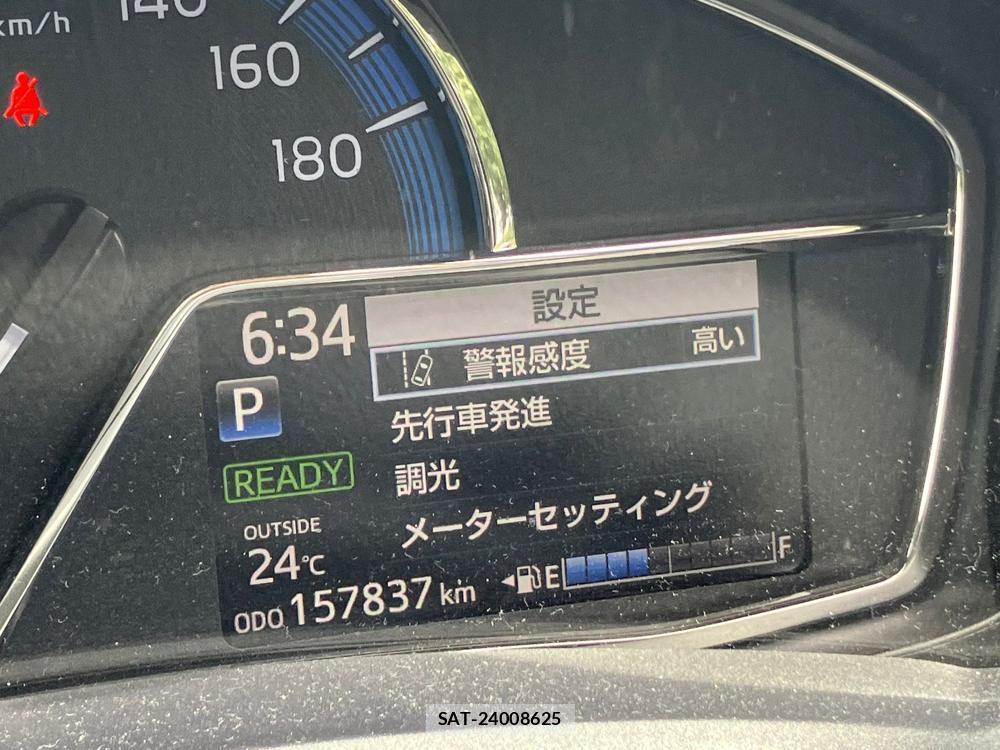 km/h
140
160
180
6:34
設定
警報感度 高い
P
先行車発進
READY
調光
OUTSIDE
24℃
メーターセッティング
ODO 157837 km
E F
SAT-24008625